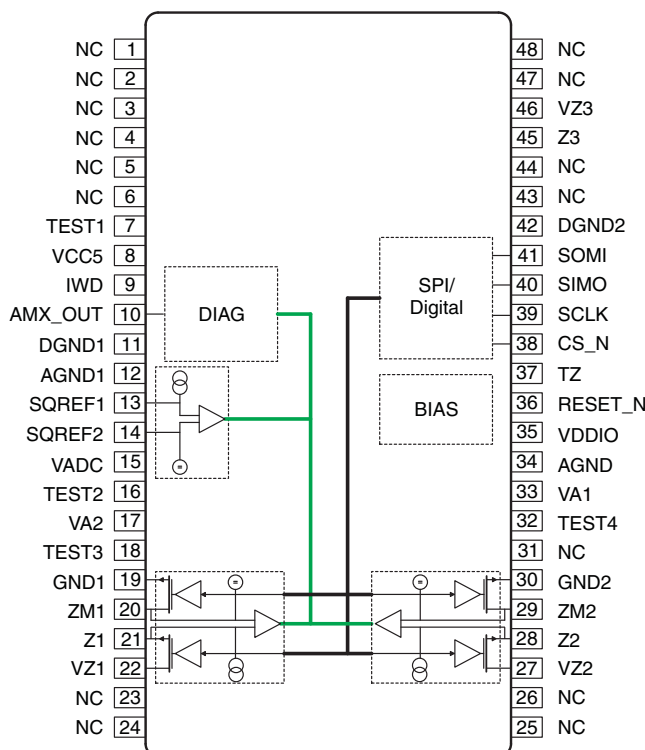 NC 1 48 NC
NC 2 47 NC
NC 3 46 VZ3
NC 4 45 Z3
NC 5 44 NC
NC 6 43 NC
TEST1 7 42 DGND2
VCC5 8 41 SOMI
IWD 9 40 SIMO
AMX_OUT 10 DIAG SPI/ 39 SCLK
Digital
DGND1 11 38 CS_N
AGND1 12 37 TZ
SQREF1 13 BIAS 36 RESET_N
SQREF2 14 35 VDDIO
VADC 15 34 AGND
TEST2 16 33 VA1
VA2 17 32 TEST4
TEST3 18 31 NC
GND1 19 = = 30 GND2
ZM1 20 29 ZM2
Z1 21 28 Z2
VZ1 22 27 VZ2
NC 23 26 NC
NC 24 25 NC